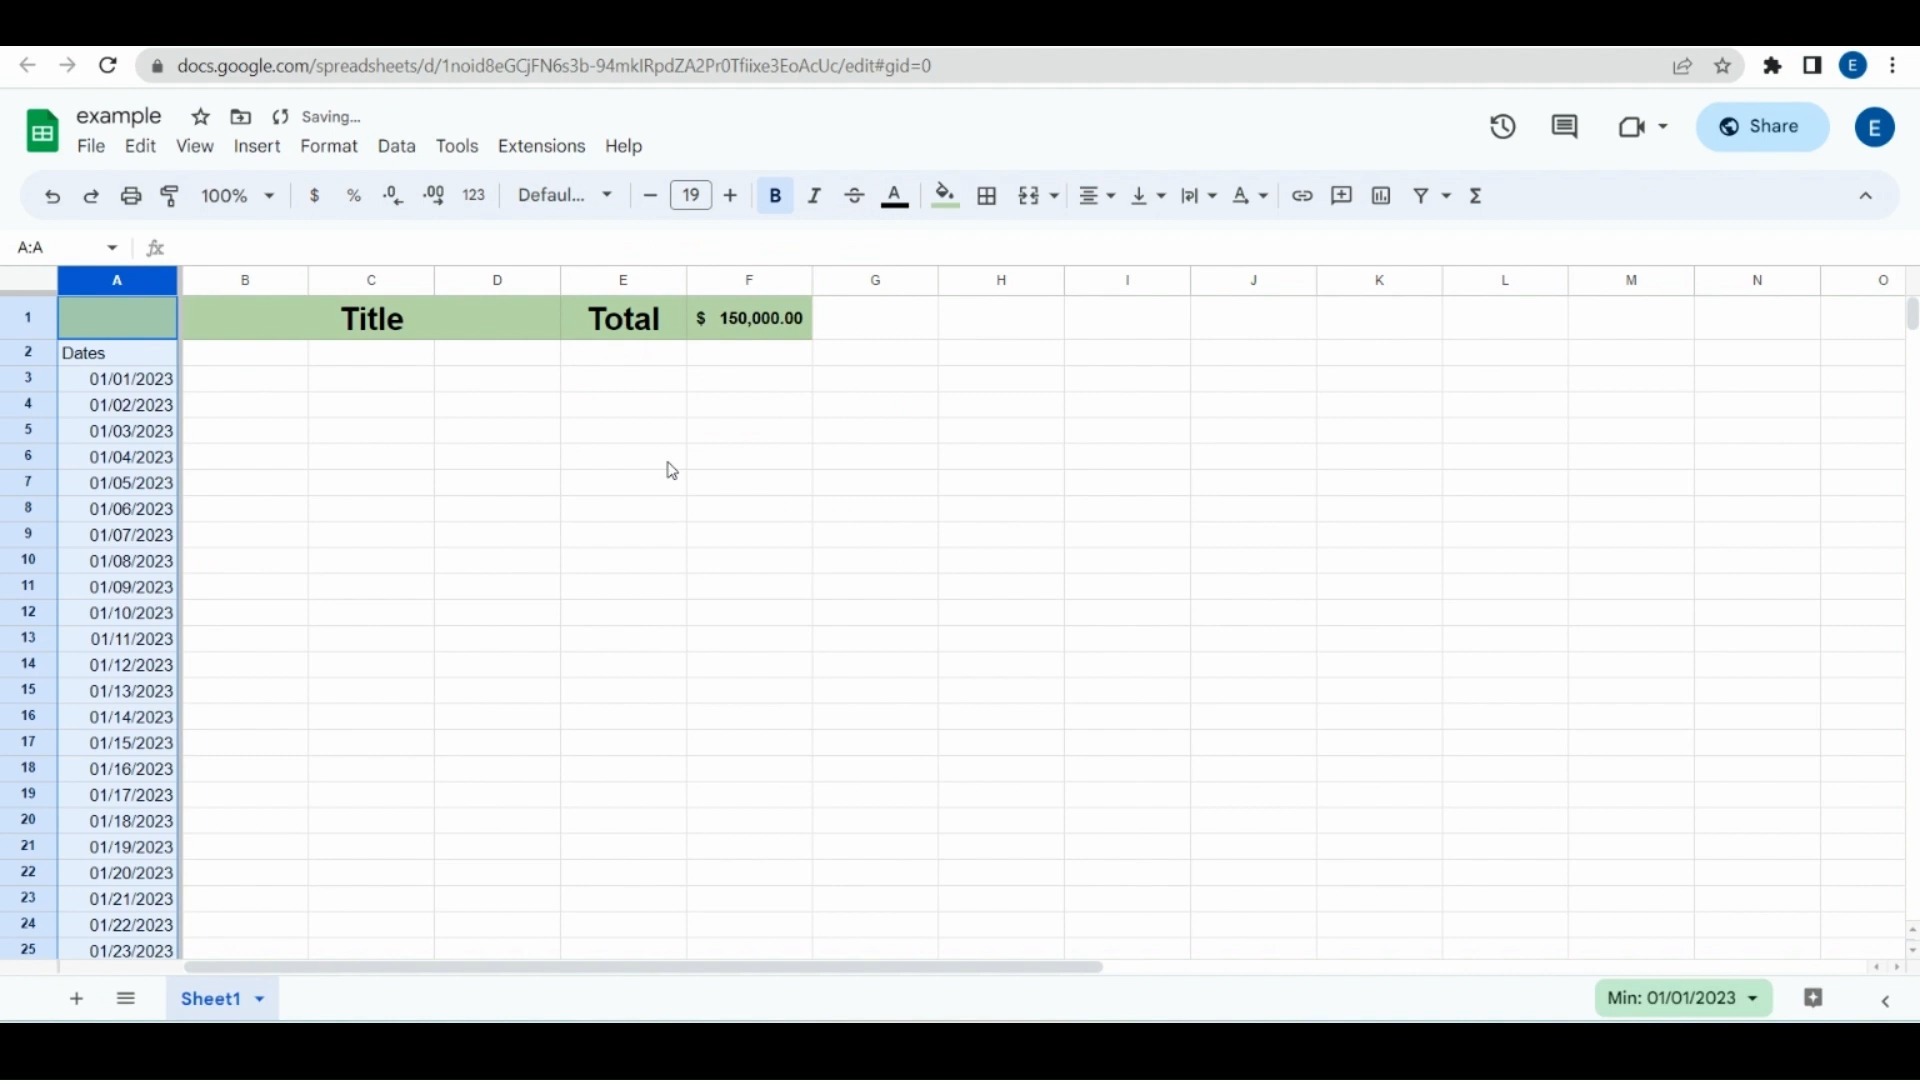 docs.google.com/spreadsheets/d/1noid8eGCjFN6s3b-94mkIRpdZA2Pr0Tfiixe3EoAcUc/edit#gid=0
E
example
Saving...
File Edit View Insert Format Data Tools Extensions Help
Share
E
100% $ % .0 .00 123 Defaul... 19 B I A A Σ
A:A fx
A B C D E F G H I J K L M N O
1 Title Total $ 150,000.00
2 Dates
3 01/01/2023
4 01/02/2023
5 01/03/2023
6 01/04/2023
7 01/05/2023
8 01/06/2023
9 01/07/2023
10 01/08/2023
11 01/09/2023
12 01/10/2023
13 01/11/2023
14 01/12/2023
15 01/13/2023
16 01/14/2023
17 01/15/2023
18 01/16/2023
19 01/17/2023
20 01/18/2023
21 01/19/2023
22 01/20/2023
23 01/21/2023
24 01/22/2023
25 01/23/2023
Sheet1
Min: 01/01/2023